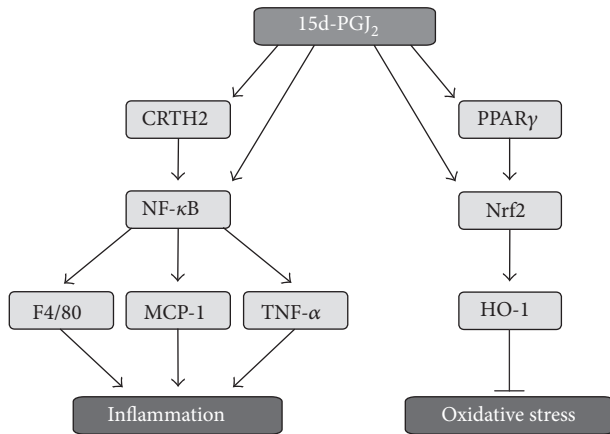 15d-PGJ₂
CRTH2
PPARγ
NF-κB
Nrf2
F4/80
MCP-1
TNF-α
HO-1
Inflammation
Oxidative stress